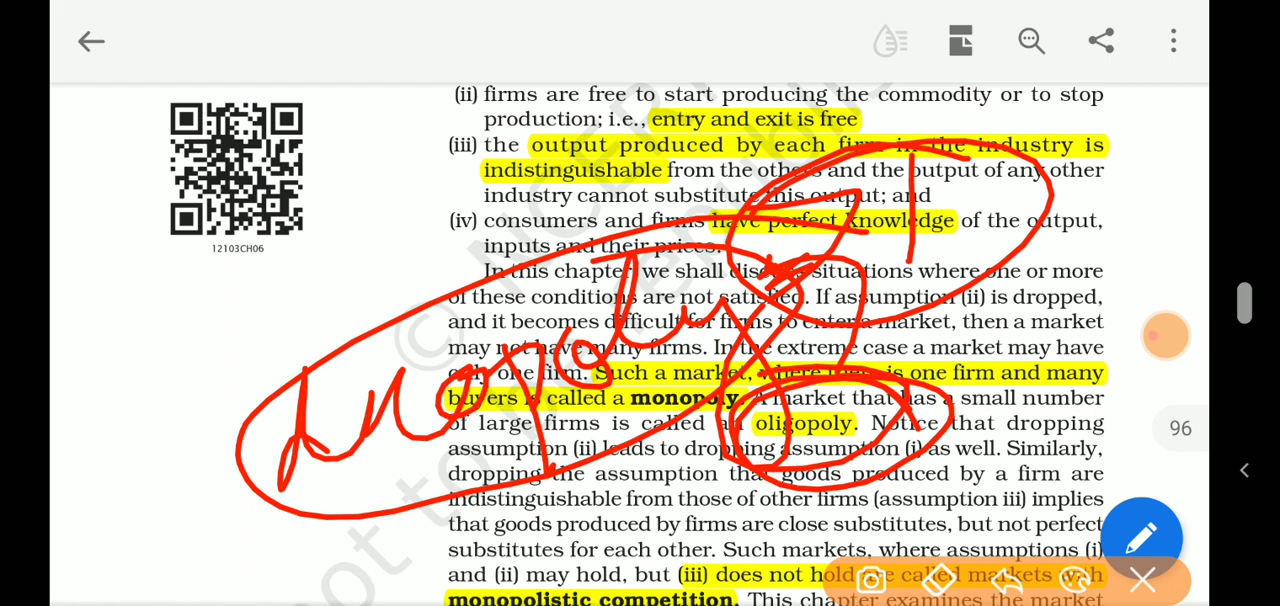 (ii) firms are free to start producing the commodity or to stop
production; i.e., entry and exit is free
(iii) the output produced by each firm in the industry is
indistinguishable from the others and the output of any other
industry cannot substitute this output; and
(iv) consumers and firms have perfect knowledge of the output,
inputs and their prices.
12103CH06
In this chapter, we shall discuss situations where one or more
of these conditions are not satisfied. If assumption (ii) is dropped,
and it becomes difficult for firms to enter a market, then a market
may not have many firms. In the extreme case a market may have
only one firm. Such a market, where there is one firm and many
buyers is called a monopoly. A market that has a small number
of large firms is called an oligopoly. Notice that dropping
96
assumption (ii) leads to dropping assumption (i) as well. Similarly,
dropping the assumption that goods produced by a firm are
indistinguishable from those of other firms (assumption iii) implies
that goods produced by firms are close substitutes, but not perfect
substitutes for each other. Such markets, where assumptions (i)
and (ii) may hold, but (iii) does not hold are called markets with
monopolistic competition. This chapter examines the market